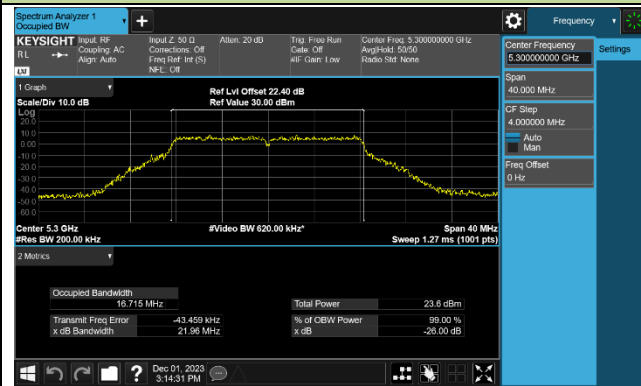 Spectrum Analyzer 1
Occupied BW
Frequency
KEYSIGHT
RL
LXI
Input: RF
Coupling: AC
Align: Auto
Input Z: 50 Ω
Corrections: Off
Freq Ref: Int (S)
NFE: Off
Atten: 20 dB
Trig: Free Run
Gate: Off
#IF Gain: Low
Center Freq: 5.300000000 GHz
Avg|Hold: 50/50
Radio Std: None
Center Frequency
5.300000000 GHz
Settings
Span
40.000 MHz
CF Step
4.000000 MHz
Auto
Man
Freq Offset
0 Hz
1 Graph
Scale/Div 10.0 dB
Ref Lvl Offset 22.40 dB
Ref Value 30.00 dBm
Log
20.0
10.0
0.00
-10.0
-20.0
-30.0
-40.0
-50.0
-60.0
Center 5.3 GHz
#Res BW 200.00 kHz
#Video BW 620.00 kHz*
Span 40 MHz
Sweep 1.27 ms (1001 pts)
2 Metrics
Occupied Bandwidth
16.715 MHz
Total Power 23.6 dBm
Transmit Freq Error -43.459 kHz
% of OBW Power 99.00 %
x dB Bandwidth 21.96 MHz
x dB -26.00 dB
?
Dec 01, 2023
3:14:31 PM